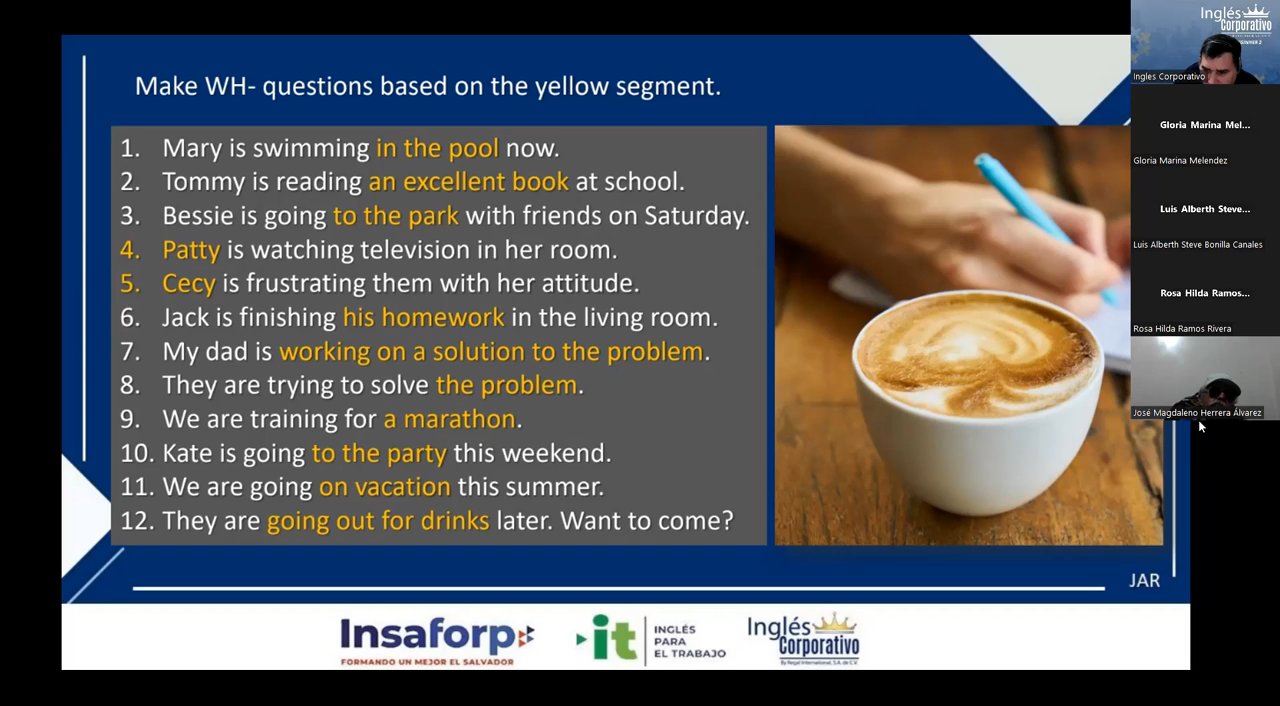 Make WH- questions based on the yellow segment.
1. Mary is swimming in the pool now.
2. Tommy is reading an excellent book at school.
3. Bessie is going to the park with friends on Saturday.
4. Patty is watching television in her room.
5. Cecy is frustrating them with her attitude.
6. Jack is finishing his homework in the living room.
7. My dad is working on a solution to the problem.
8. They are trying to solve the problem.
9. We are training for a marathon.
10. Kate is going to the party this weekend.
11. We are going on vacation this summer.
12. They are going out for drinks later. Want to come?
JAR
Insaforp
FORMANDO UN MEJOR EL SALVADOR
it
INGLÉS
PARA
EL TRABAJO
Inglés
Corporativo
By Regal International, S.A. de C.V.
Inglés
Corporativo
Ingles Corporativo
Gloria Marina Mel...
Gloria Marina Melendez
Luis Alberth Steve...
Luis Alberth Steve Bonilla Canales
Rosa Hilda Ramos...
Rosa Hilda Ramos Rivera
José Magdaleno Herrera Álvarez